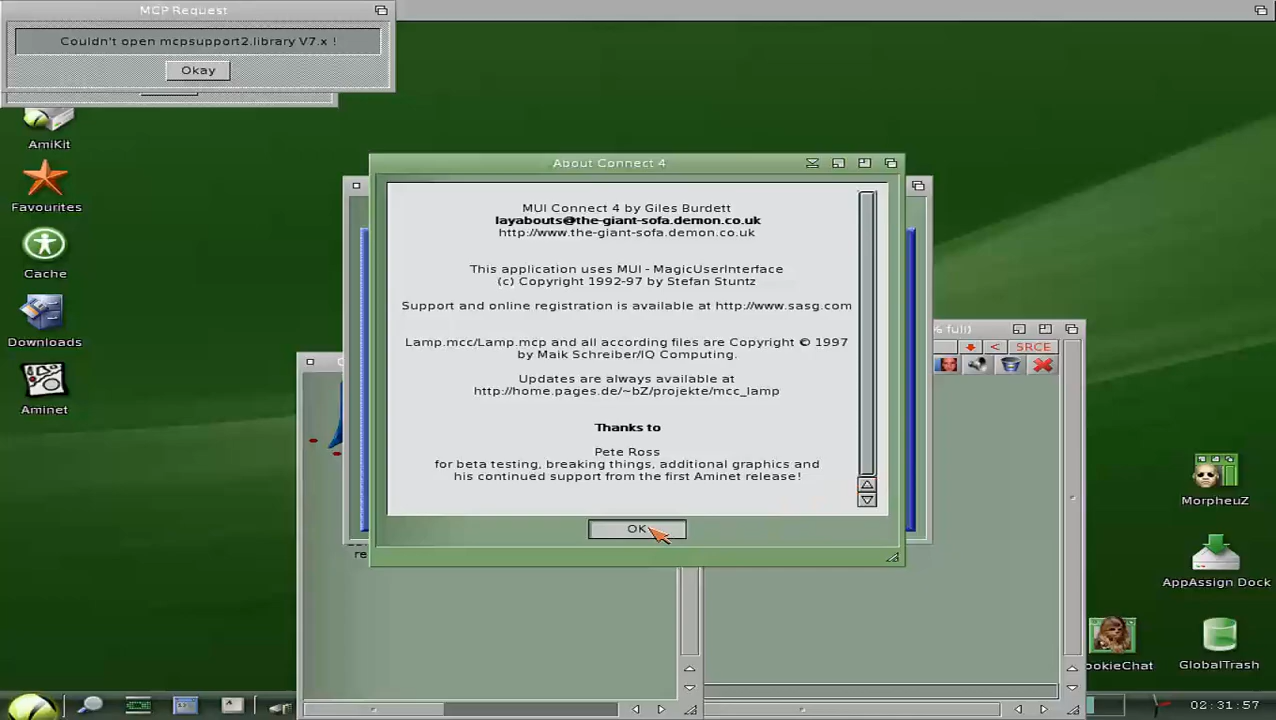 MCP Request
Couldn't open mcpsupport2.library V7.x !
Okay
AmiKit
Favourites
Cache
Downloads
Aminet
About Connect 4
MUI Connect 4 by Giles Burdett
layabouts@the-giant-sofa.demon.co.uk
http://www.the-giant-sofa.demon.co.uk
This application uses MUI - MagicUserInterface
(c) Copyright 1992-97 by Stefan Stuntz
Support and online registration is available at http://www.sasg.com
Lamp.mcc/Lamp.mcp and all according files are Copyright © 1997
by Maik Schreiber/IQ Computing.
Updates are always available at
http://home.pages.de/~bZ/projekte/mcc_lamp
Thanks to
Pete Ross
for beta testing, breaking things, additional graphics and
his continued support from the first Aminet release!
OK
% full)
< SRCE
re
MorpheuZ
AppAssign Dock
ookieChat
GlobalTrash
02:31:57